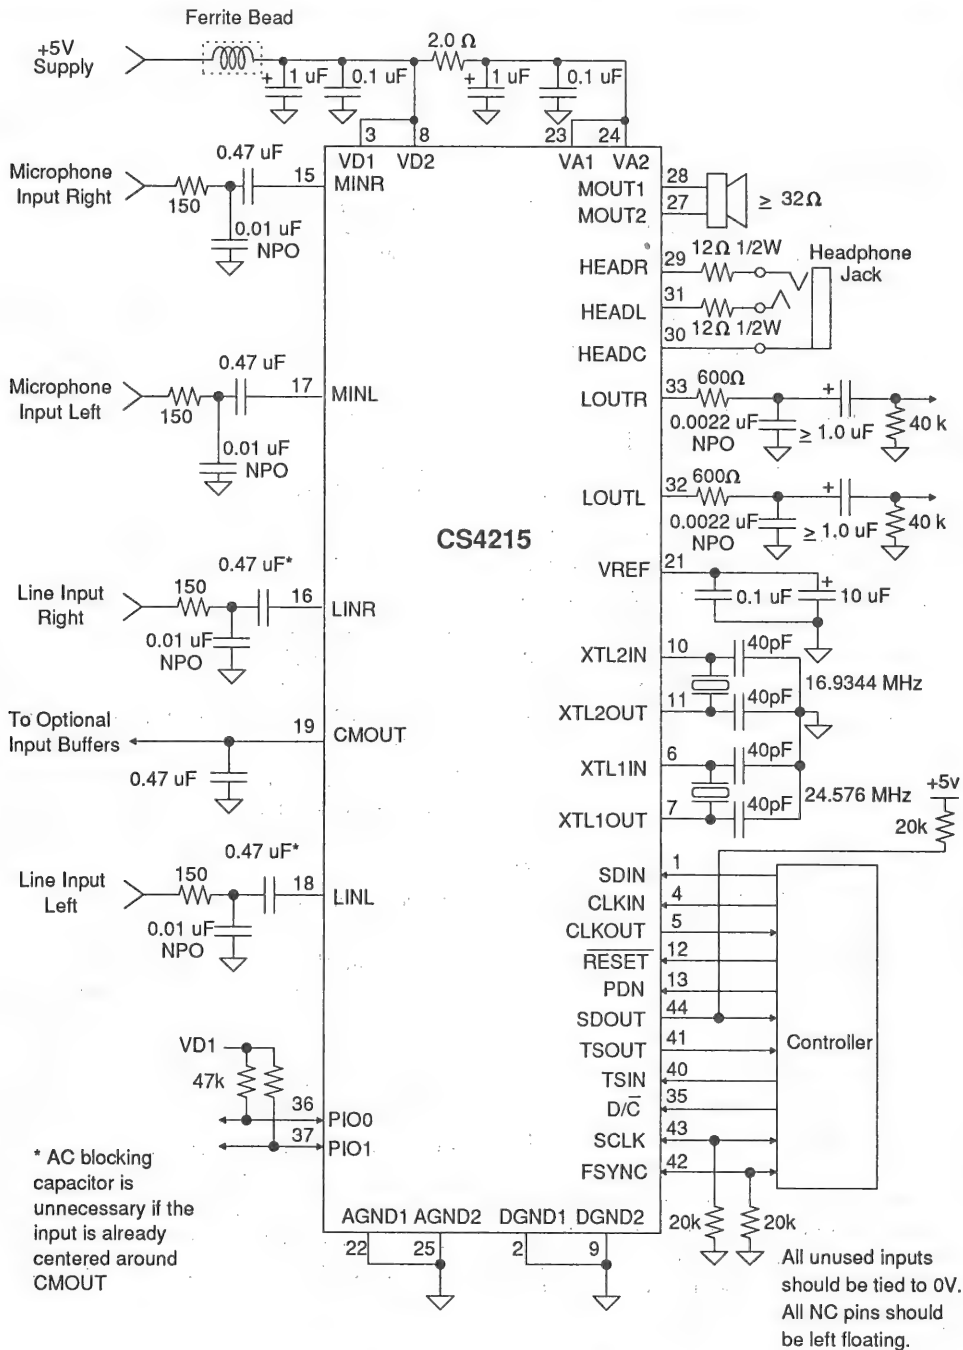 Ferrite Bead
+5V
Supply
+ 1 uF
0.1 uF
2.0 Ω
+ 1 uF
0.1 uF
3
8
23
24
VD1
VD2
VA1
VA2
Microphone
Input Right
150
0.47 uF
0.01 uF
NPO
15
MINR
MOUT1
28
MOUT2
27
≥ 32Ω
HEADR
29
12Ω 1/2W
Headphone
Jack
HEADL
31
12Ω 1/2W
HEADC
30
Microphone
Input Left
150
0.47 uF
0.01 uF
NPO
17
MINL
LOUTR
33
600Ω
0.0022 uF
NPO
+
≥ 1.0 uF
40 k
LOUTL
32
600Ω
0.0022 uF
NPO
+
≥ 1.0 uF
40 k
CS4215
VREF
21
0.1 uF
+
10 uF
Line Input
Right
150
0.47 uF*
0.01 uF
NPO
16
LINR
XTL2IN
10
40pF
16.9344 MHz
XTL2OUT
11
40pF
To Optional
Input Buffers
19
CMOUT
0.47 uF
XTL1IN
6
40pF
24.576 MHz
XTL1OUT
7
40pF
+5v
20k
Line Input
Left
150
0.47 uF*
0.01 uF
NPO
18
LINL
SDIN
1
CLKIN
4
CLKOUT
5
RESET
12
PDN
13
SDOUT
44
TSOUT
41
TSIN
40
D/C
35
SCLK
43
FSYNC
42
Controller
20k
20k
VD1
47k
36
PIO0
37
PIO1
AGND1
AGND2
DGND1
DGND2
22
25
2
9
* AC blocking
capacitor is
unnecessary if the
input is already
centered around
CMOUT
All unused inputs
should be tied to 0V.
All NC pins should
be left floating.